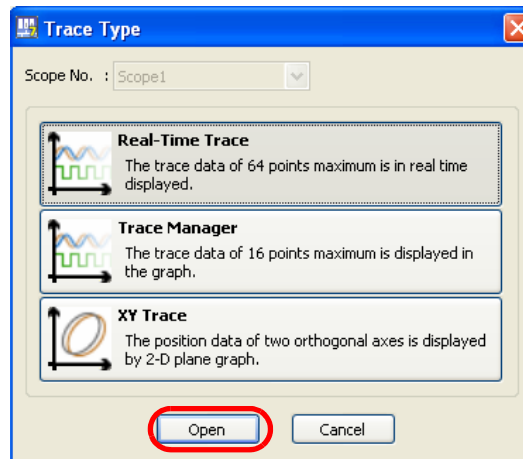 Trace Type
Scope No. : Scope1
Real-Time Trace
The trace data of 64 points maximum is in real time
displayed.
Trace Manager
The trace data of 16 points maximum is displayed in
the graph.
XY Trace
The position data of two orthogonal axes is displayed
by 2-D plane graph.
Open Cancel